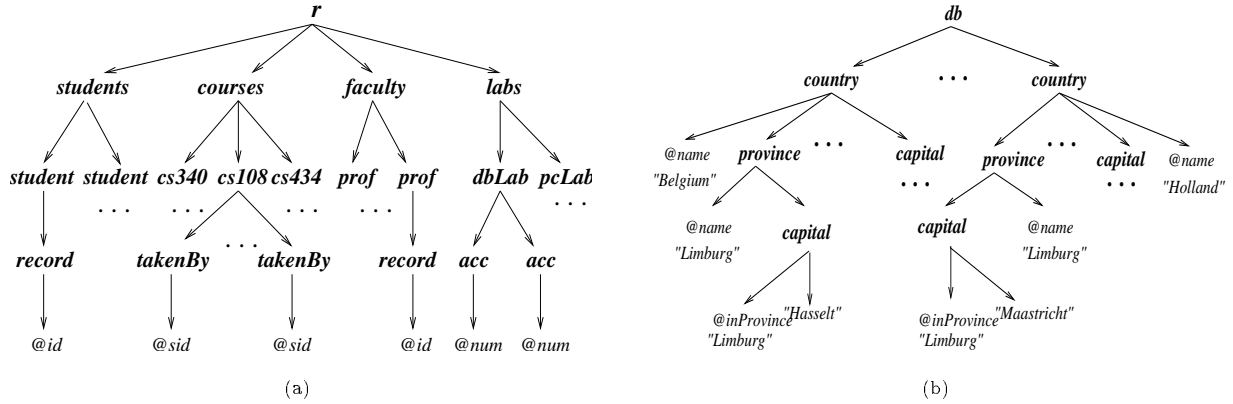 r
students courses faculty labs
student student cs340 cs108 cs434 prof prof dbLab pcLab
. . . . . . . . . . . . . . .
. . .
record takenBy takenBy record acc acc
@id @sid @sid @id @num @num
(a)
db
country . . . country
@name province . . . capital province . . . capital @name
"Belgium" . . . . . . "Holland"
@name capital capital @name
"Limburg" "Limburg"
@inProvince "Hasselt" @inProvince "Maastricht"
"Limburg" "Limburg"
(b)